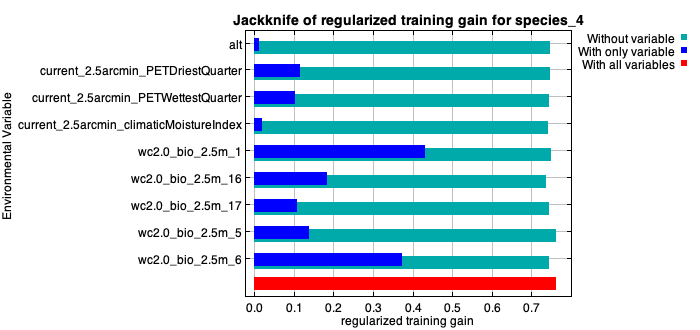 Jackknife of regularized training gain for species_4
Without variable
With only variable
With all variables
Environmental Variable
alt
current_2.5arcmin_PETDriestQuarter
current_2.5arcmin_PETWettestQuarter
current_2.5arcmin_climaticMoistureIndex
wc2.0_bio_2.5m_1
wc2.0_bio_2.5m_16
wc2.0_bio_2.5m_17
wc2.0_bio_2.5m_5
wc2.0_bio_2.5m_6
0.0 0.1 0.2 0.3 0.4 0.5 0.6 0.7
regularized training gain